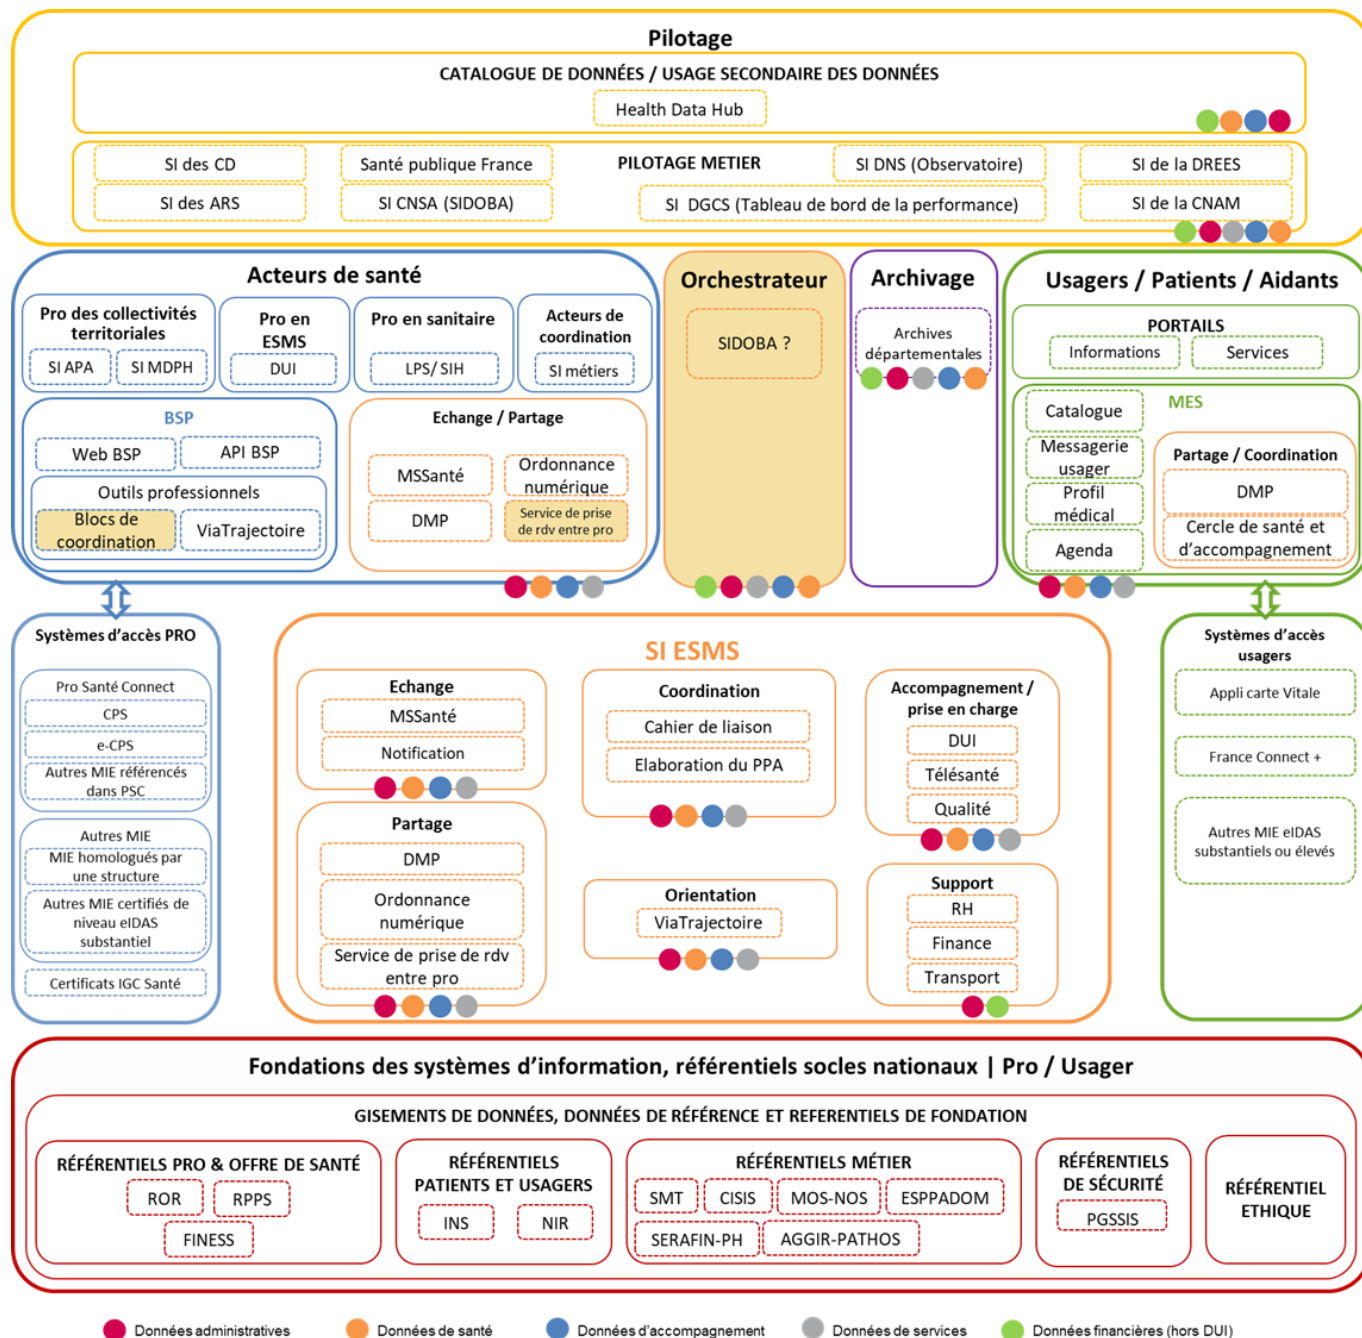 Pilotage
CATALOGUE DE DONNÉES / USAGE SECONDAIRE DES DONNÉES
Health Data Hub
SI des CD
Santé publique France
PILOTAGE METIER
SI DNS (Observatoire)
SI de la DREES
SI des ARS
SI CNSA (SIDOBA)
SI DGCS (Tableau de bord de la performance)
SI de la CNAM
Acteurs de santé
Pro des collectivités
territoriales
SI APA
SI MDPH
Pro en
ESMS
DUI
Pro en sanitaire
LPS/ SIH
Acteurs de
coordination
SI métiers
BSP
Web BSP
API BSP
Outils professionnels
Blocs de
coordination
ViaTrajectoire
Echange / Partage
MSSanté
Ordonnance
numérique
DMP
Service de prise
de rdv entre pro
Orchestrateur
SIDOBA ?
Archivage
Archives
départementales
Usagers / Patients / Aidants
PORTAILS
Informations
Services
MES
Catalogue
Messagerie
usager
Profil
médical
Agenda
Partage / Coordination
DMP
Cercle de santé et
d'accompagnement
Systèmes d'accès PRO
Pro Santé Connect
CPS
e-CPS
Autres MIE référencés
dans PSC
Autres MIE
MIE homologués par
une structure
Autres MIE certifiés de
niveau eIDAS
substantiel
Certificats IGC Santé
SI ESMS
Echange
MSSanté
Notification
Partage
DMP
Ordonnance
numérique
Service de prise de rdv
entre pro
Coordination
Cahier de liaison
Elaboration du PPA
Orientation
ViaTrajectoire
Accompagnement /
prise en charge
DUI
Télésanté
Qualité
Support
RH
Finance
Transport
Systèmes d'accès
usagers
Appli carte Vitale
France Connect +
Autres MIE eIDAS
substantiels ou élevés
Fondations des systèmes d'information, référentiels socles nationaux | Pro / Usager
GISEMENTS DE DONNÉES, DONNÉES DE RÉFÉRENCE ET REFERENTIELS DE FONDATION
RÉFÉRENTIELS PRO & OFFRE DE SANTÉ
ROR
RPPS
FINESS
RÉFÉRENTIELS
PATIENTS ET USAGERS
INS
NIR
RÉFÉRENTIELS MÉTIER
SMT
CISIS
MOS-NOS
ESPPADOM
SERAFIN-PH
AGGIR-PATHOS
RÉFÉRENTIELS
DE SÉCURITÉ
PGSSIS
RÉFÉRENTIEL
ETHIQUE
Données administratives
Données de santé
Données d'accompagnement
Données de services
Données financières (hors DUI)